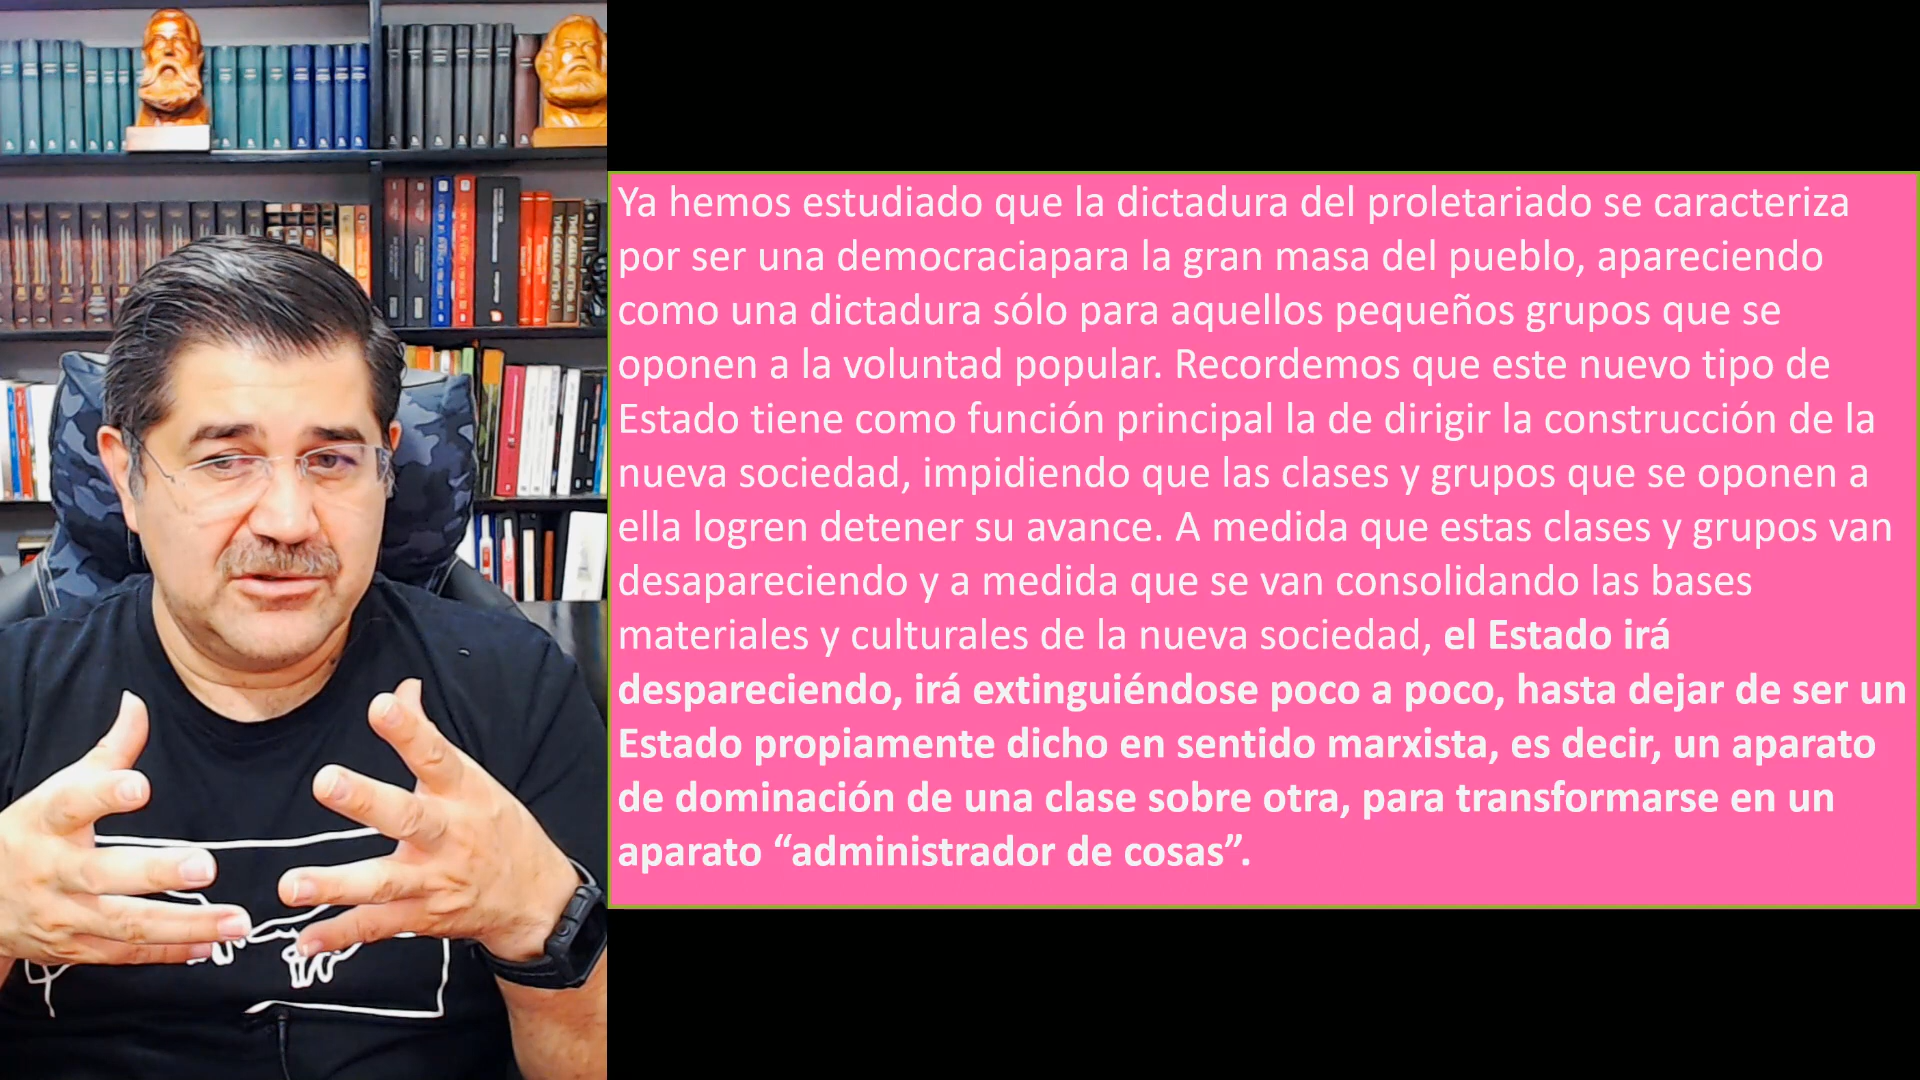 Ya hemos estudiado que la dictadura del proletariado se caracteriza
por ser una democraciapara la gran masa del pueblo, apareciendo
como una dictadura sólo para aquellos pequeños grupos que se
oponen a la voluntad popular. Recordemos que este nuevo tipo de
Estado tiene como función principal la de dirigir la construcción de la
nueva sociedad, impidiendo que las clases y grupos que se oponen a
ella logren detener su avance. A medida que estas clases y grupos van
desapareciendo y a medida que se van consolidando las bases
materiales y culturales de la nueva sociedad, el Estado irá
despareciendo, irá extinguiéndose poco a poco, hasta dejar de ser un
Estado propiamente dicho en sentido marxista, es decir, un aparato
de dominación de una clase sobre otra, para transformarse en un
aparato “administrador de cosas”.